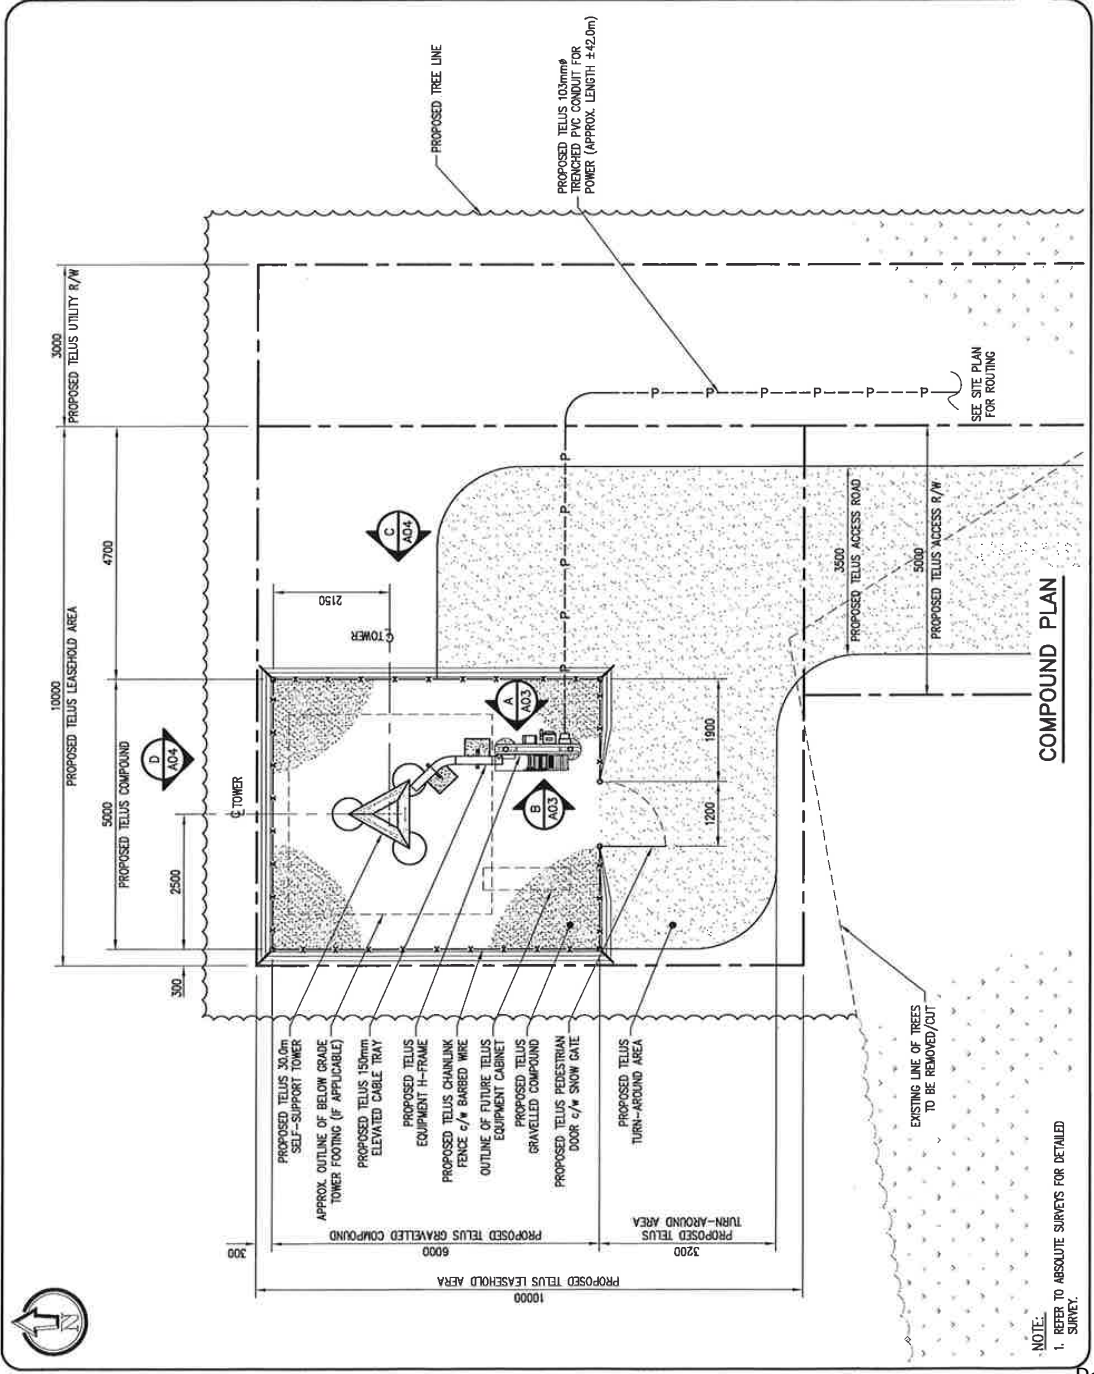 PROPOSED TREE LINE
PROPOSED TELUS 103mmø
TRENCHED PVC CONDUIT FOR
POWER (APPROX. LENGTH ±42.0m)
3000
PROPOSED TELUS UTILITY R/W
10000
PROPOSED TELUS LEASEHOLD AREA
4700
5000
PROPOSED TELUS COMPOUND
2500
300
D
A04
C
A04
A
A03
B
A03
℄ TOWER
℄ TOWER
2150
P
P
P
P
P
P
P
P
P
P
P
SEE SITE PLAN
FOR ROUTING
3500
PROPOSED TELUS ACCESS ROAD
5000
PROPOSED TELUS ACCESS R/W
1900
1200
PROPOSED TELUS 30.0m
SELF-SUPPORT TOWER
APPROX. OUTLINE OF BELOW GRADE
TOWER FOOTING (IF APPLICABLE)
PROPOSED TELUS 150mm
ELEVATED CABLE TRAY
PROPOSED TELUS
EQUIPMENT H-FRAME
PROPOSED TELUS CHAINLINK
FENCE c/w BARBED WIRE
OUTLINE OF FUTURE TELUS
EQUIPMENT CABINET
PROPOSED TELUS
GRAVELLED COMPOUND
PROPOSED TELUS PEDESTRIAN
DOOR c/w SNOW GATE
PROPOSED TELUS
TURN-AROUND AREA
EXISTING LINE OF TREES
TO BE REMOVED/CUT
300
6000
PROPOSED TELUS GRAVELLED COMPOUND
3200
PROPOSED TELUS
TURN-AROUND AREA
10000
PROPOSED TELUS LEASEHOLD AERA
N
COMPOUND PLAN
NOTE:
1. REFER TO ABSOLUTE SURVEYS FOR DETAILED
SURVEY.